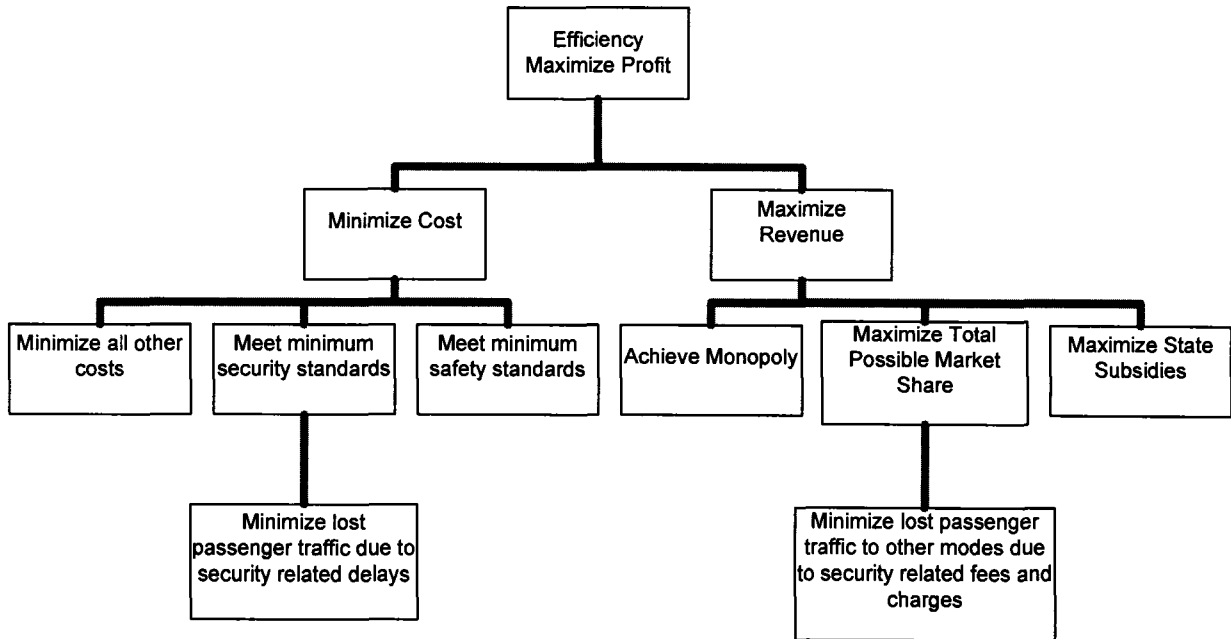 Efficiency
Maximize Profit
Minimize Cost
Maximize
Revenue
Minimize all other
costs
Meet minimum
security standards
Meet minimum
safety standards
Achieve Monopoly
Maximize Total
Possible Market
Share
Maximize State
Subsidies
Minimize lost
passenger traffic due to
security related delays
Minimize lost passenger
traffic to other modes due
to security related fees and
charges